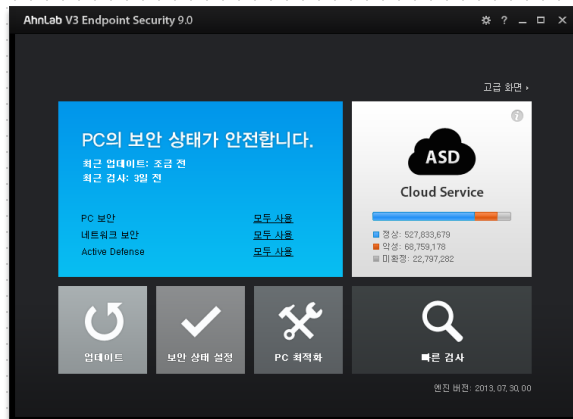 AhnLab V3 Endpoint Security 9.0
고급 화면
PC의 보안 상태가 안전합니다.
최근 업데이트: 조금 전
최근 검사: 3일 전
PC 보안 모두 사용
네트워크 보안 모두 사용
Active Defense 모두 사용
ASD
Cloud Service
정상: 527,833,679
악성: 68,759,178
미확정: 22,797,282
업데이트
보안 상태 설정
PC 최적화
빠른 검사
엔진 버전: 2013.07.30.00